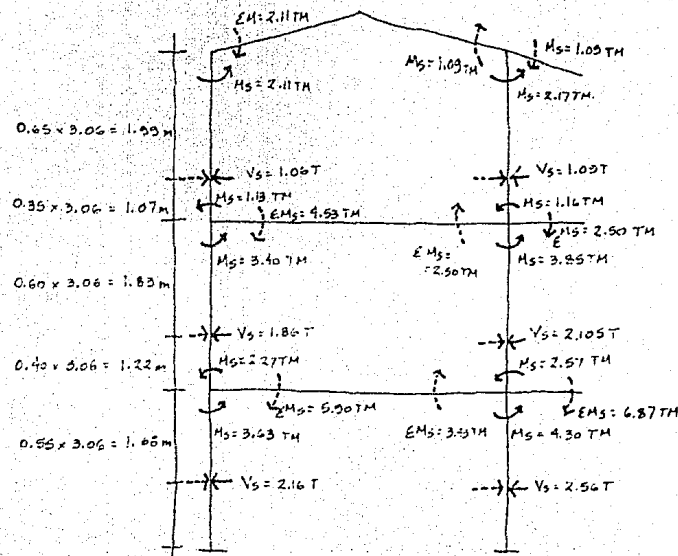 ΣM = 2.11 TM
Ms = 1.09 TM
Ms = 1.09 TM
Ms = 2.11 TM
Ms = 2.17 TM.
0.65 x 3.06 = 1.99 m
Vs = 1.06 T
Vs = 1.09 T
0.35 x 3.06 = 1.07 m
Ms = 1.13 TM
Ms = 1.16 TM
ΣMs = 4.53 TM
Σ Ms = 2.50 TM
Ms = 3.40 TM
Σ Ms = -2.50 TM
Ms = 3.85 TM
0.60 x 3.06 = 1.83 m
Vs = 1.86 T
Vs = 2.105 T
0.40 x 3.06 = 1.22 m
Ms = 2.27 TM
Ms = 2.57 TM
ΣMs = 5.90 TM
ΣMs = 6.87 TM
Ms = 3.63 TM
ΣMs =
Ms = 4.30 TM
0.55 x 3.06 =
Vs = 2.16 T
Vs = 2.56 T